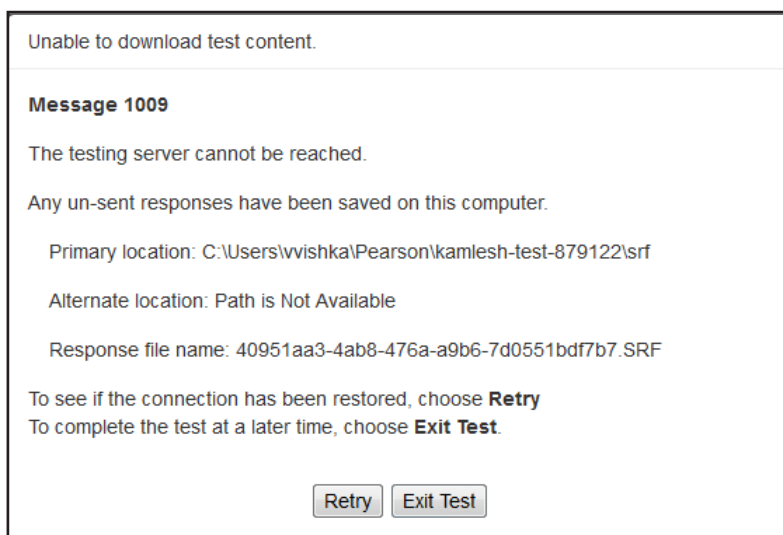 Unable to download test content.
Message 1009
The testing server cannot be reached.
Any un-sent responses have been saved on this computer.
Primary location: C:\Users\vvishka\Pearson\kamlesh-test-879122\srf
Alternate location: Path is Not Available
Response file name: 40951aa3-4ab8-476a-a9b6-7d0551bdf7b7.SRF
To see if the connection has been restored, choose Retry
To complete the test at a later time, choose Exit Test.
Retry Exit Test